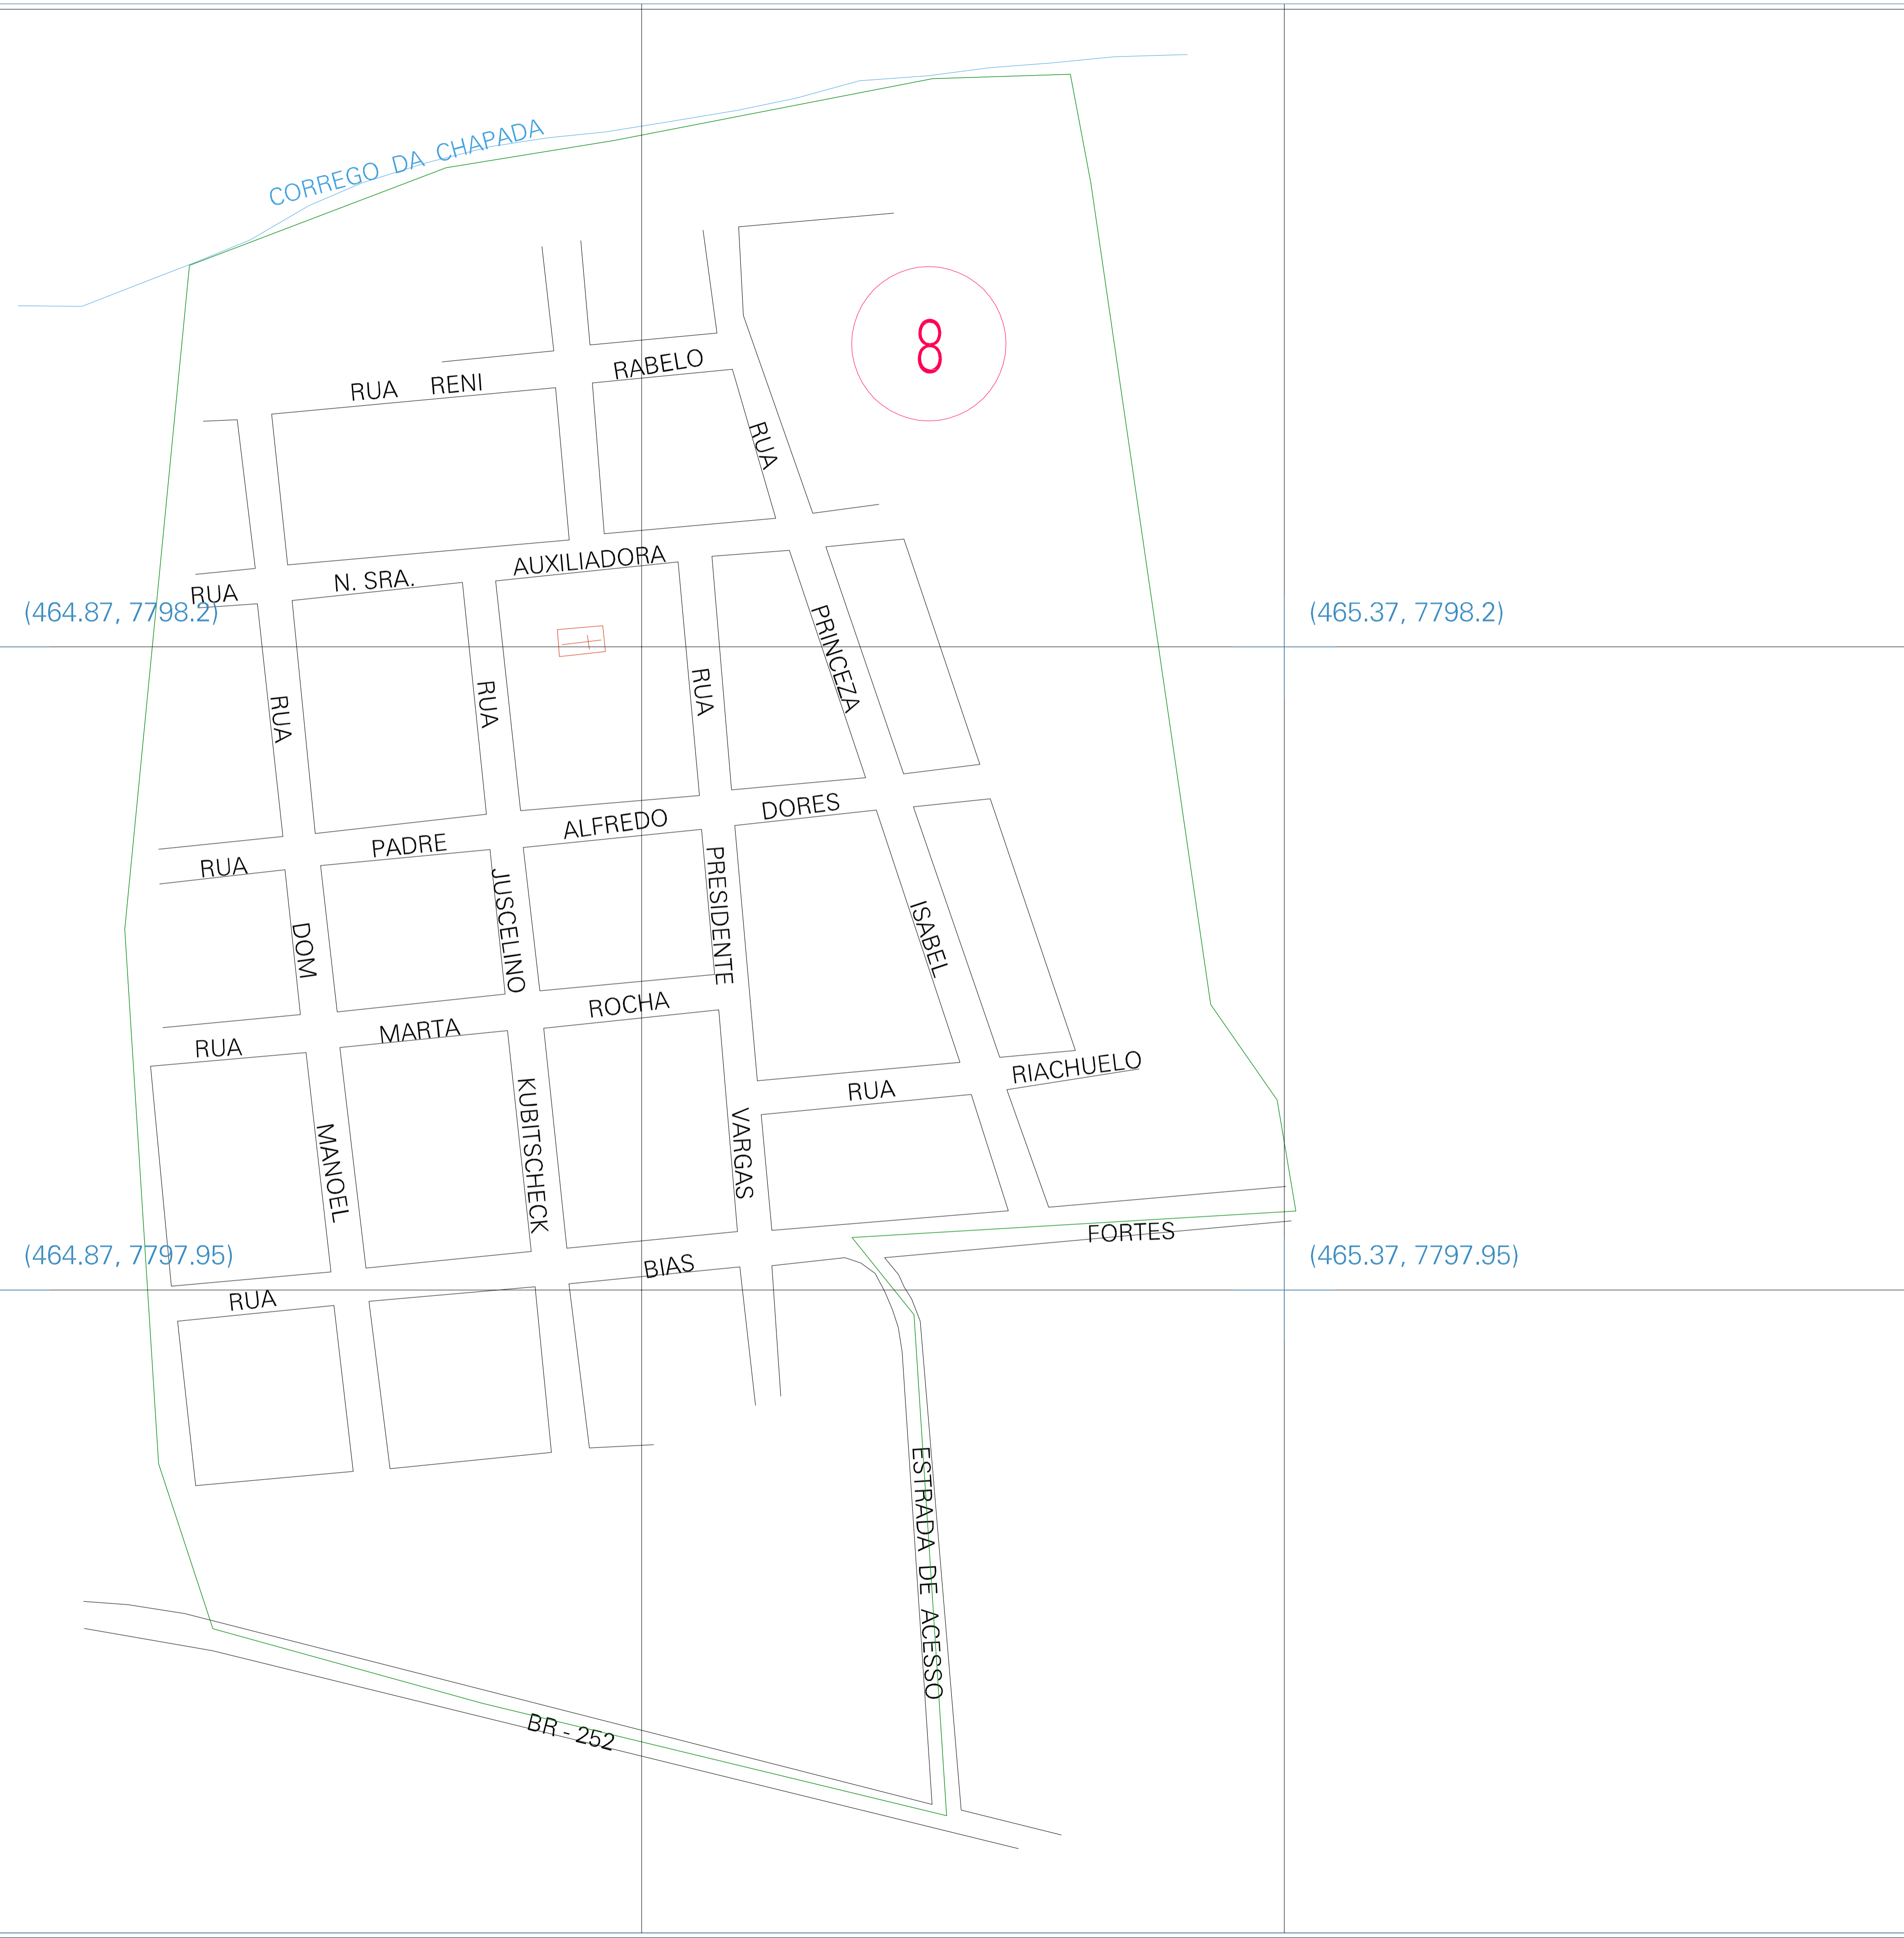 CORREGO DA CHAPADA
8
RUA RENI RABELO
RUA PRINCEZA ISABEL
RUA N. SRA. AUXILIADORA
(464.87, 7798.2)
(465.37, 7798.2)
RUA DOM MANOEL
RUA JUSCELINO KUBITSCHECK
RUA PRESIDENTE VARGAS
RUA PADRE ALFREDO DORES
RUA MARTA ROCHA
RUA RIACHUELO
(464.87, 7797.95)
(465.37, 7797.95)
RUA BIAS FORTES
ESTRADA DE ACESSO
BR - 252